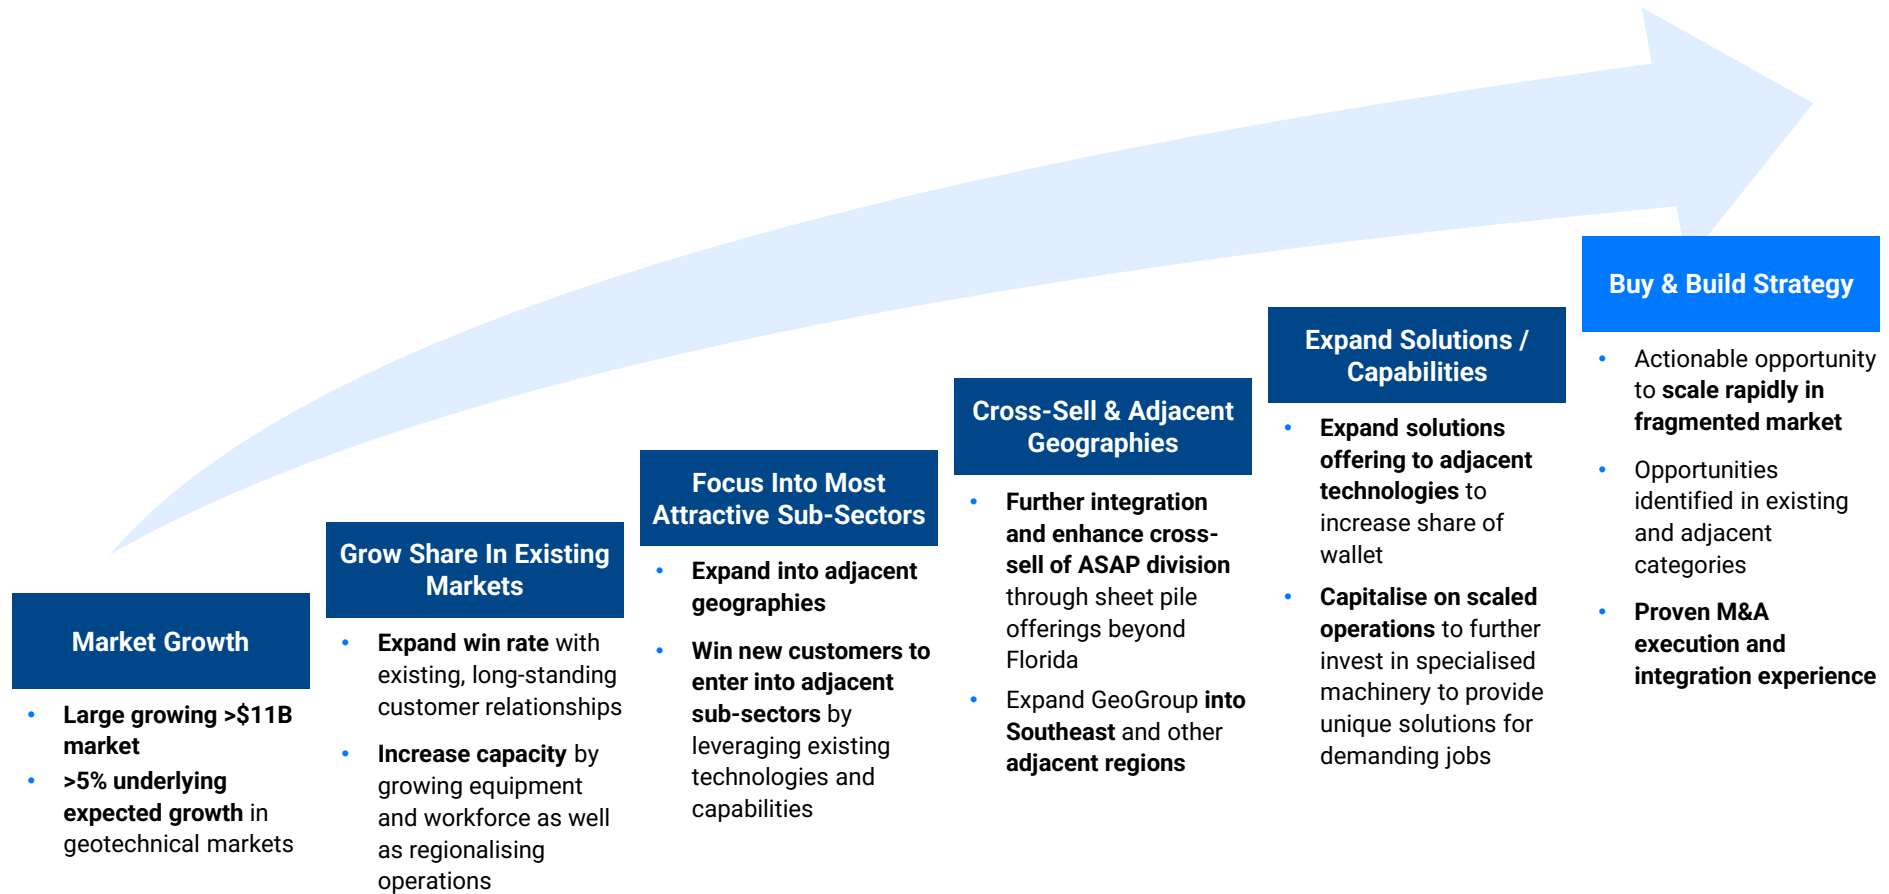 Market Growth
• Large growing >$11B
market
• >5% underlying
expected growth in
geotechnical markets
Grow Share In Existing
Markets
• Expand win rate with
existing, long-standing
customer relationships
• Increase capacity by
growing equipment
and workforce as well
as regionalising
operations
Focus Into Most
Attractive Sub-Sectors
• Expand into adjacent
geographies
• Win new customers to
enter into adjacent
sub-sectors by
leveraging existing
technologies and
capabilities
Cross-Sell & Adjacent
Geographies
• Further integration
and enhance cross-
sell of ASAP division
through sheet pile
offerings beyond
Florida
• Expand GeoGroup into
Southeast and other
adjacent regions
Expand Solutions /
Capabilities
• Expand solutions
offering to adjacent
technologies to
increase share of
wallet
• Capitalise on scaled
operations to further
invest in specialised
machinery to provide
unique solutions for
demanding jobs
Buy & Build Strategy
• Actionable opportunity
to scale rapidly in
fragmented market
• Opportunities
identified in existing
and adjacent
categories
• Proven M&A
execution and
integration experience